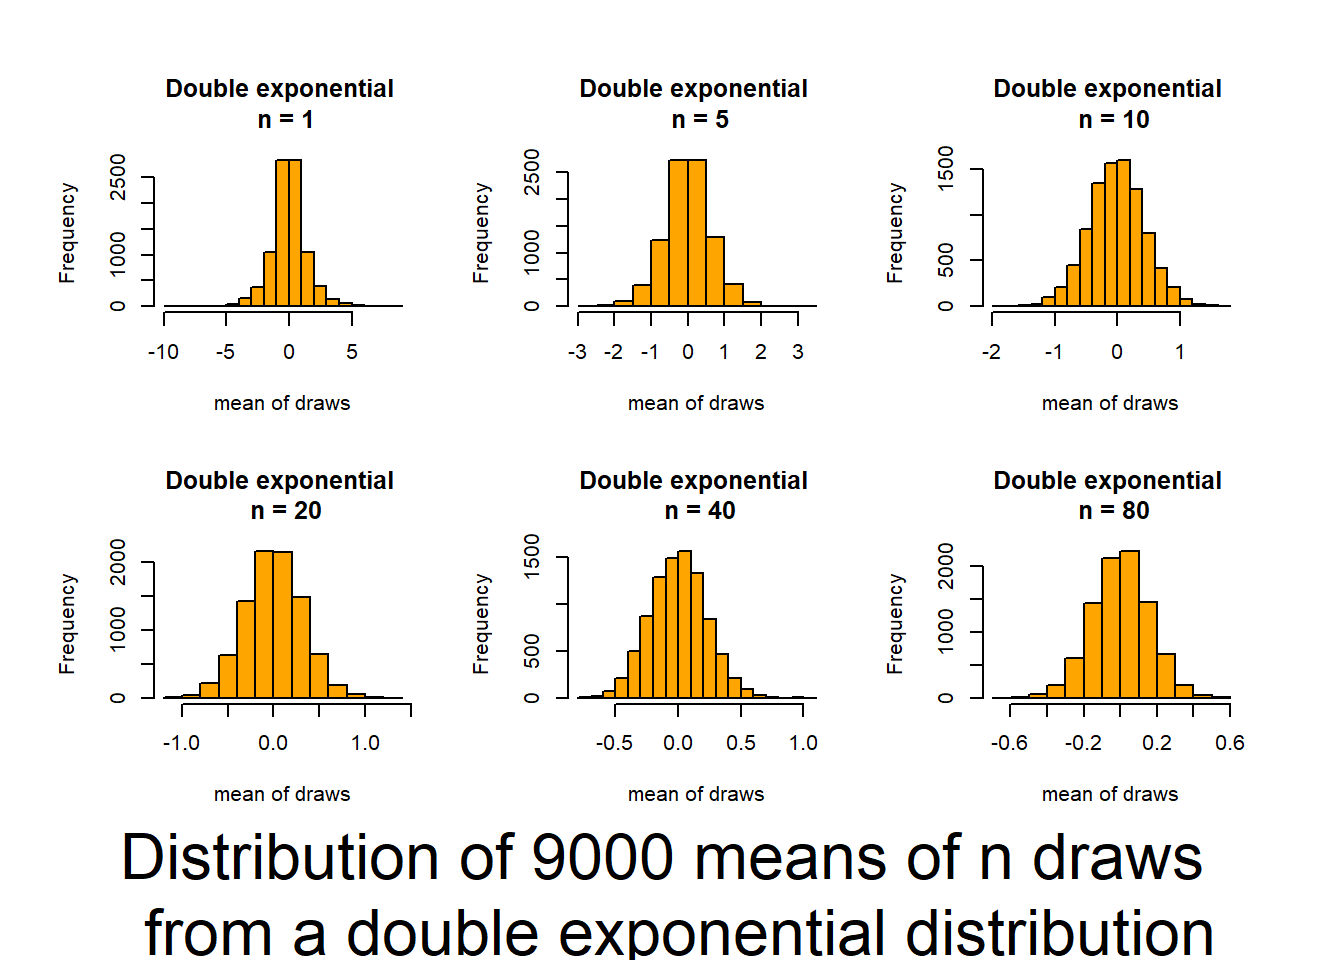 Double exponential
n = 1
Frequency
0
1000
2500
-10 -5 0 5
mean of draws
Double exponential
n = 5
Frequency
0
1000
2500
-3 -2 -1 0 1 2 3
mean of draws
Double exponential
n = 10
Frequency
0
500
1500
-2 -1 0 1
mean of draws
Double exponential
n = 20
Frequency
0
1000
2000
-1.0 0.0 1.0
mean of draws
Double exponential
n = 40
Frequency
0
500
1500
-0.5 0.0 0.5 1.0
mean of draws
Double exponential
n = 80
Frequency
0
1000
2000
-0.6 -0.2 0.2 0.6
mean of draws
Distribution of 9000 means of n draws
from a double exponential distribution